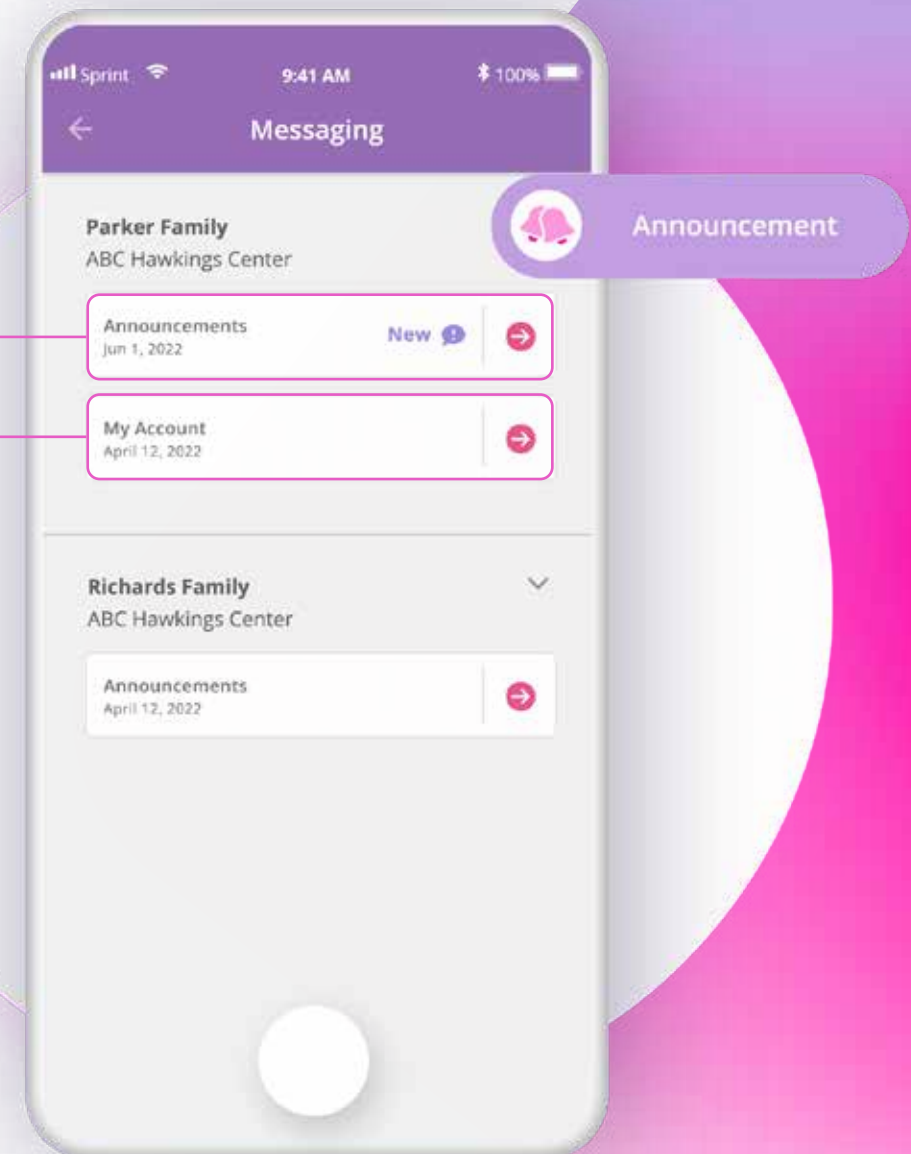 Sprint 9:41 AM 100%
Messaging
Announcement
Parker Family
ABC Hawkings Center
Announcements
Jun 1, 2022
New
My Account
April 12, 2022
Richards Family
ABC Hawkings Center
Announcements
April 12, 2022